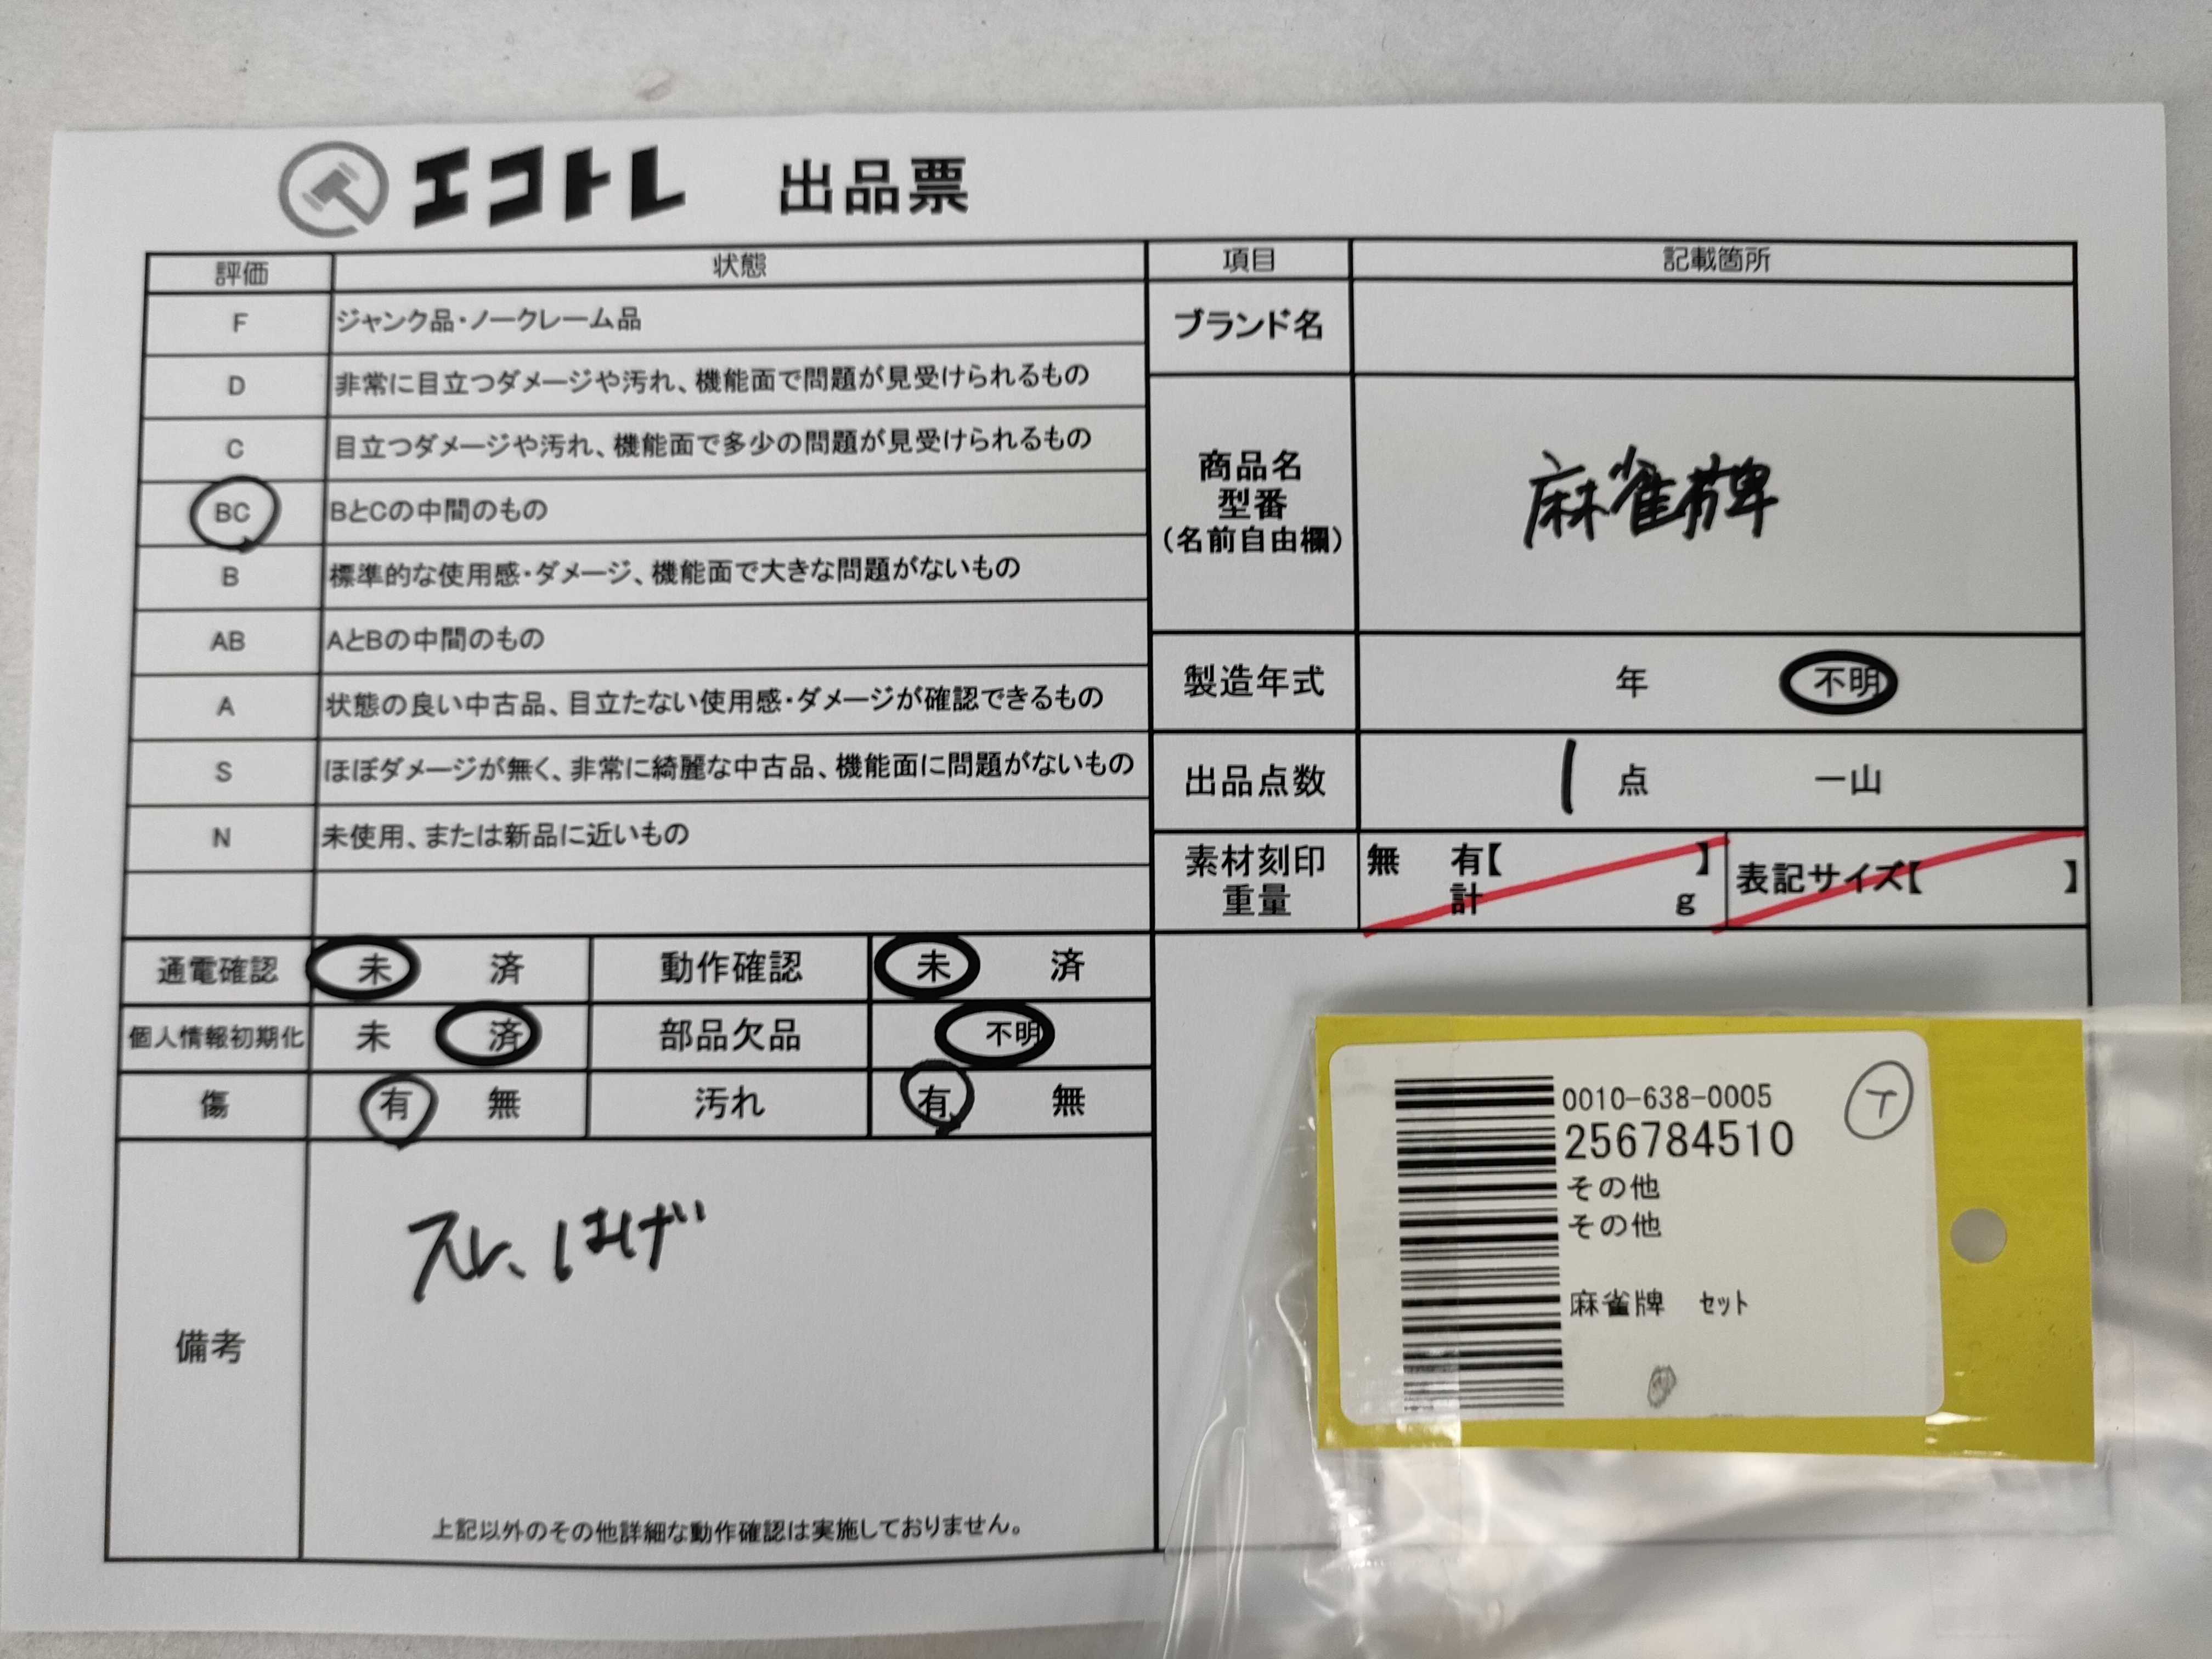 エコトレ 出品票
評価 状態
F ジャンク品・ノークレーム品
D 非常に目立つダメージや汚れ、機能面で問題が見受けられるもの
C 目立つダメージや汚れ、機能面で多少の問題が見受けられるもの
BC BとCの中間のもの
B 標準的な使用感・ダメージ、機能面で大きな問題がないもの
AB AとBの中間のもの
A 状態の良い中古品、目立たない使用感・ダメージが確認できるもの
S ほぼダメージが無く、非常に綺麗な中古品、機能面に問題がないもの
N 未使用、または新品に近いもの
通電確認 未 済 動作確認 未 済
個人情報初期化 未 済 部品欠品 不明
傷 有 無 汚れ 有 無
備考
スレ、はげ
上記以外のその他詳細な動作確認は実施しておりません。
項目 記載箇所
ブランド名
商品名
型番
(名前自由欄)
麻雀牌
製造年式 年 不明
出品点数 1 点 一山
素材刻印 無 有【 】 表記サイズ【 】
重量 計 g
0010-638-0005
T
256784510
その他
その他
麻雀牌 ｾｯﾄ